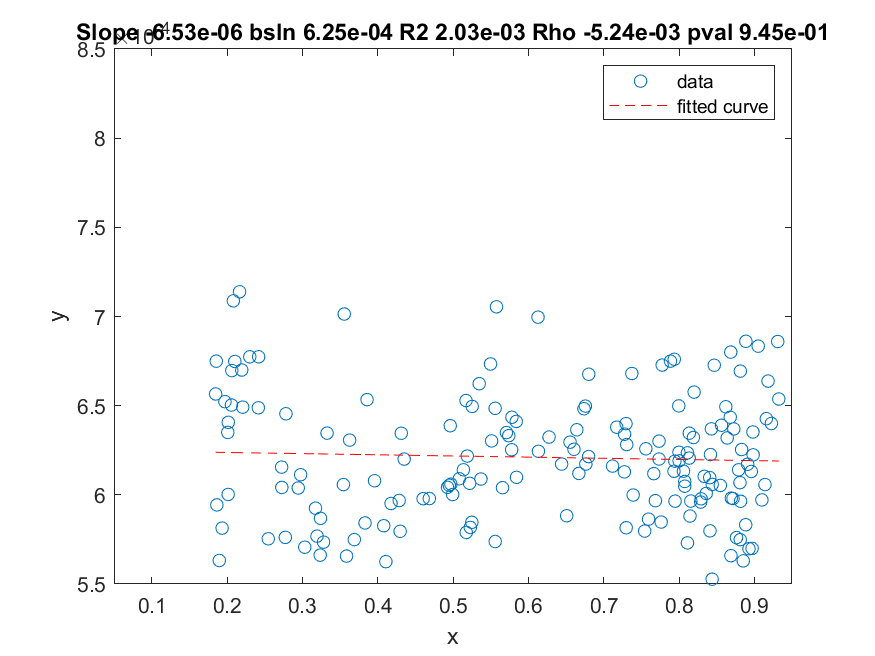 Slope -6.53e-06 bsln 6.25e-04 R2 2.03e-03 Rho -5.24e-03 pval 9.45e-01
×10⁻⁴
8.5
data
fitted curve
8
7.5
7
y
6.5
6
5.5
0.1 0.2 0.3 0.4 0.5 0.6 0.7 0.8 0.9
x